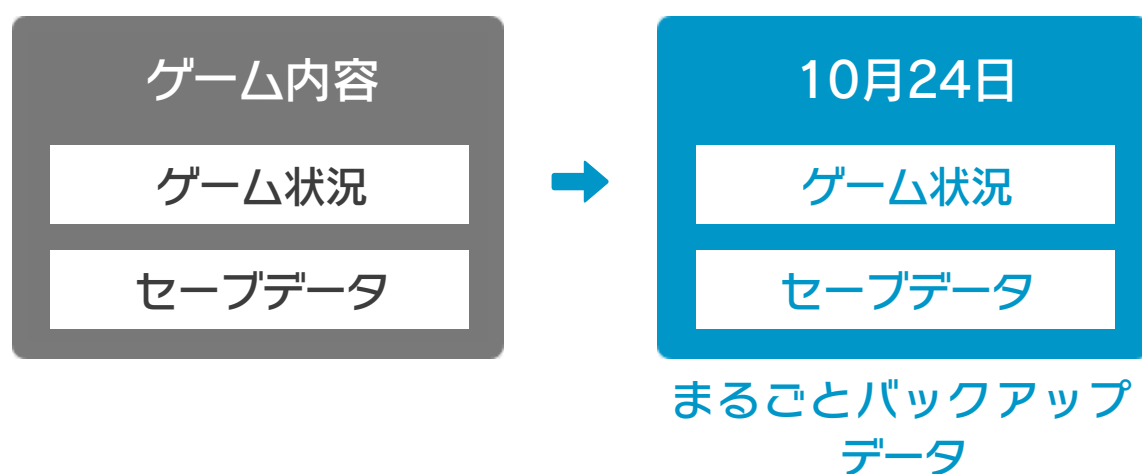 ゲーム内容
ゲーム状況
セーブデータ
10月24日
ゲーム状況
セーブデータ
まるごとバックアップ
データ